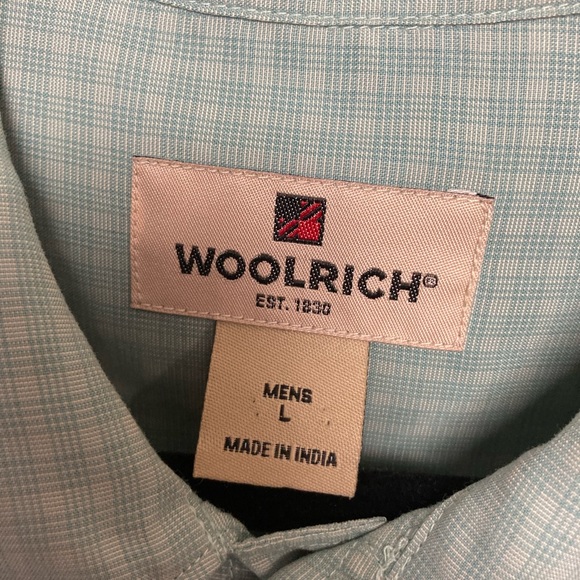 WOOLRICH®
EST. 1830
MENS
L
MADE IN INDIA